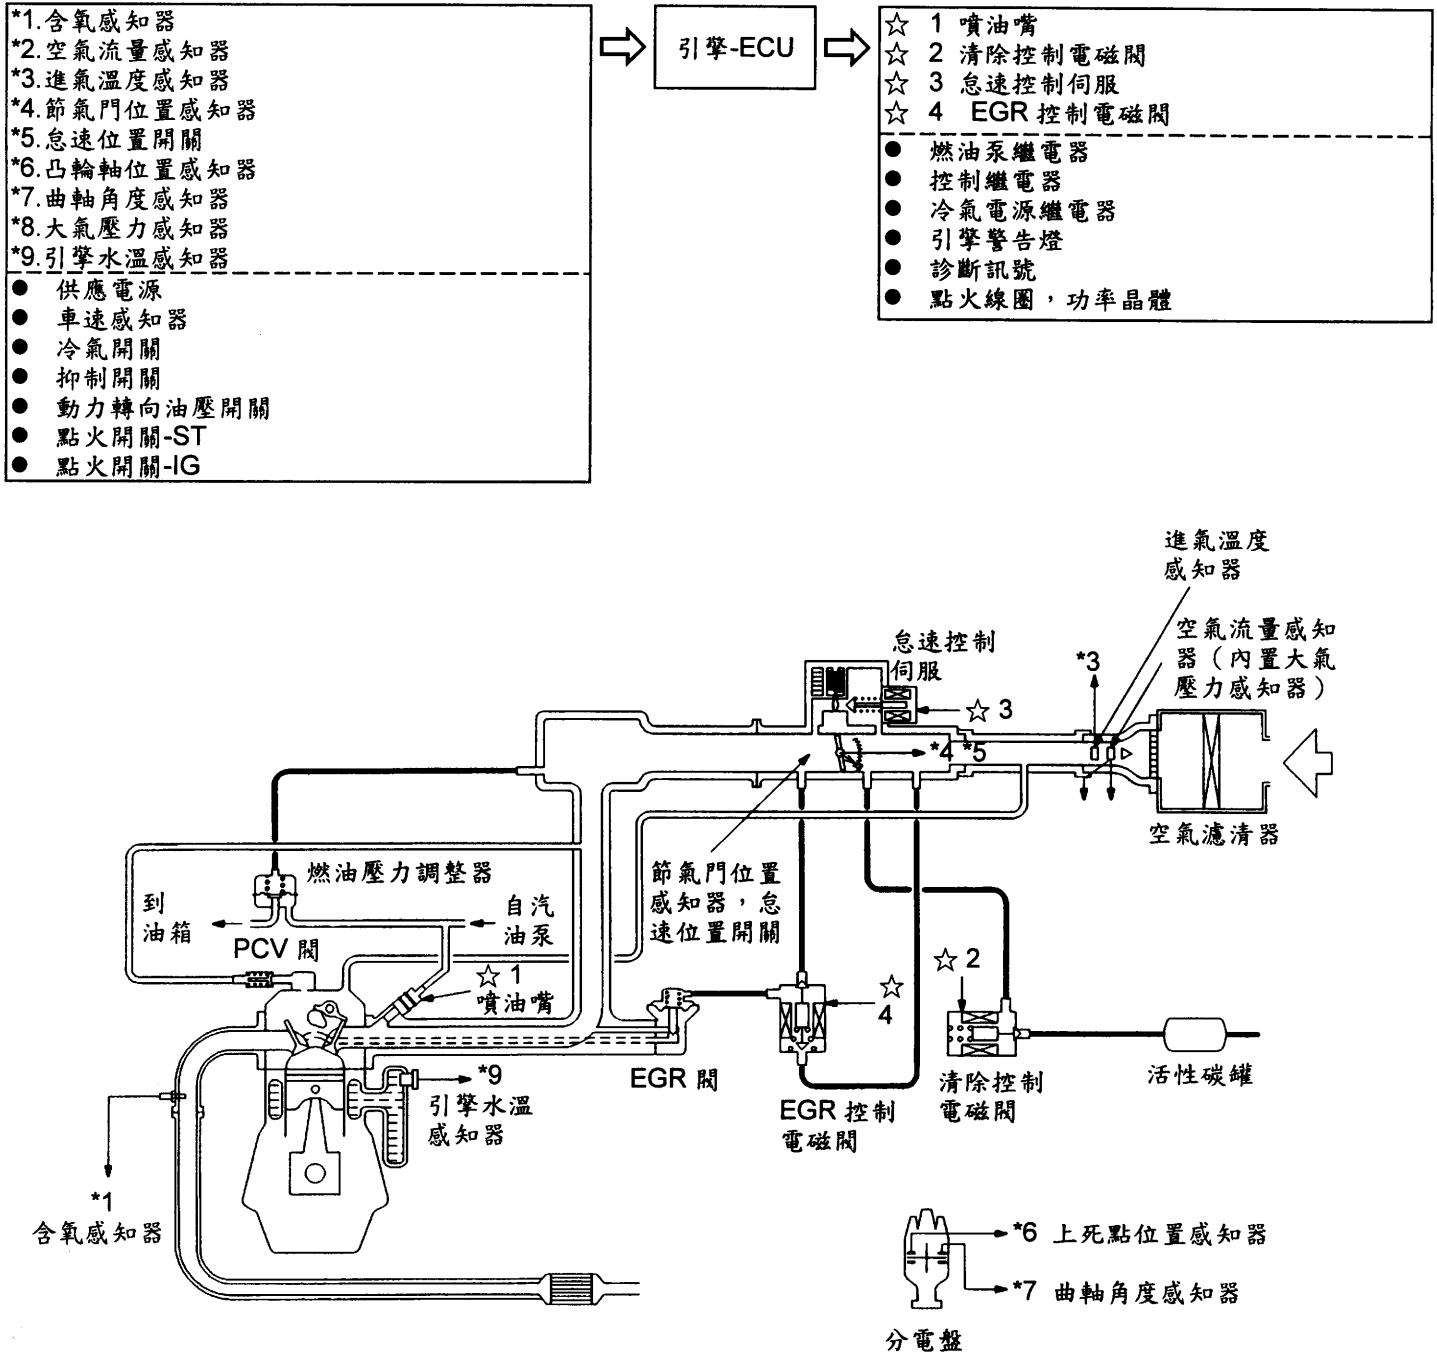 *1.含氧感知器
*2.空氣流量感知器
*3.進氣溫度感知器
*4.節氣門位置感知器
*5.怠速位置開關
*6.凸輪軸位置感知器
*7.曲軸角度感知器
*8.大氣壓力感知器
*9.引擎水溫感知器
● 供應電源
● 車速感知器
● 冷氣開關
● 抑制開關
● 動力轉向油壓開關
● 點火開關-ST
● 點火開關-IG
引擎-ECU
☆ 1 噴油嘴
☆ 2 清除控制電磁閥
☆ 3 怠速控制伺服
☆ 4 EGR 控制電磁閥
● 燃油泵繼電器
● 控制繼電器
● 冷氣電源繼電器
● 引擎警告燈
● 診斷訊號
● 點火線圈，功率晶體
進氣溫度
感知器
空氣流量感知
器（內置大氣
壓力感知器）
怠速控制
伺服
*3
☆ 3
*4 *5
空氣濾清器
燃油壓力調整器
到
油箱
自汽
油泵
PCV 閥
☆ 1
噴油嘴
節氣門位置
感知器，怠
速位置開關
☆ 2
☆
4
EGR 閥
*9
引擎水溫
感知器
EGR 控制
電磁閥
清除控制
電磁閥
活性碳罐
*1
含氧感知器
*6 上死點位置感知器
*7 曲軸角度感知器
分電盤